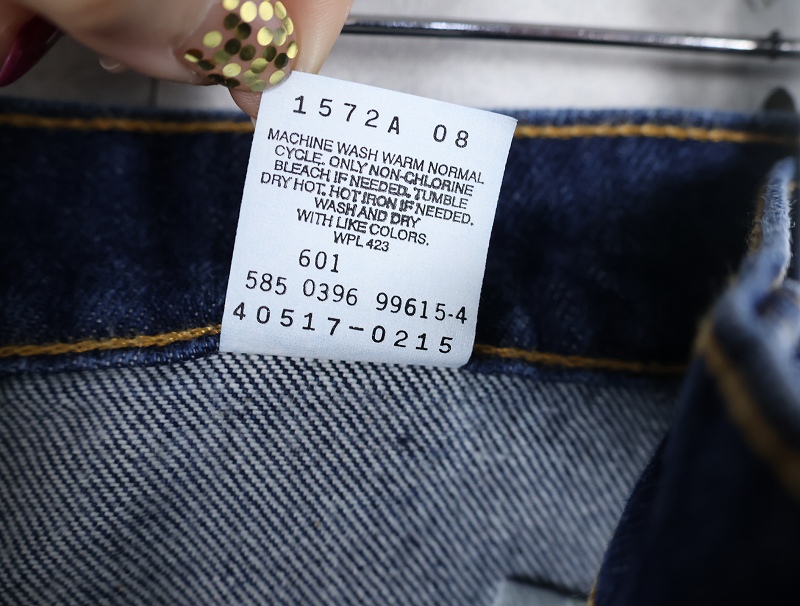 1572A 08
MACHINE WASH WARM NORMAL
CYCLE. ONLY NON-CHLORINE
BLEACH IF NEEDED. TUMBLE
DRY HOT. HOT IRON IF NEEDED.
WASH AND DRY
WITH LIKE COLORS.
WPL 423
601
585 0396 99615-4
40517-0215